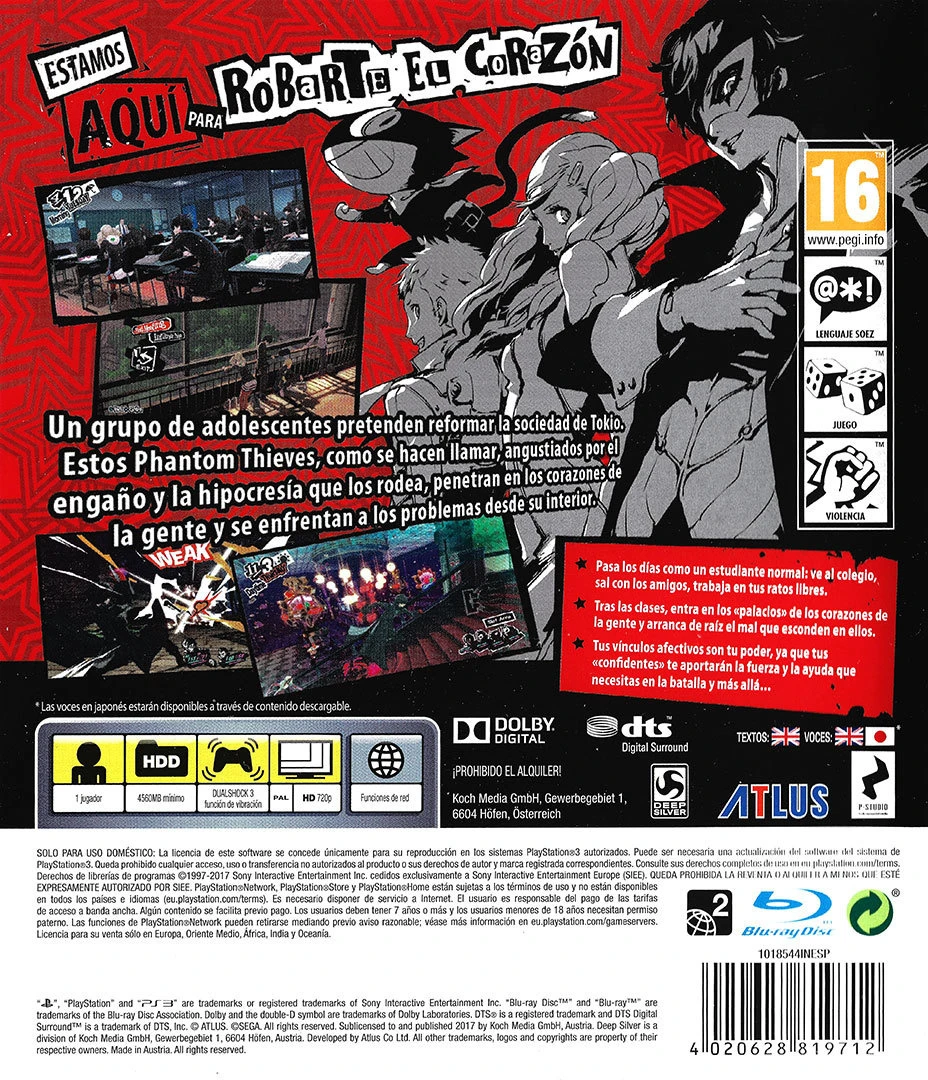 ESTAMOS
AQUÍ PARA
ROBARTE EL CORAZÓN
16
www.pegi.info
@*!
LENGUAJE SOEZ
JUEGO
VIOLENCIA
Un grupo de adolescentes pretenden reformar la sociedad de Tokio.
Estos Phantom Thieves, como se hacen llamar, angustiados por el
engaño y la hipocresía que los rodea, penetran en los corazones de
la gente y se enfrentan a los problemas desde su interior.
WEAK
★ Pasa los días como un estudiante normal: ve al colegio,
sal con los amigos, trabaja en tus ratos libres.
★ Tras las clases, entra en los «palacios» de los corazones de
la gente y arranca de raíz el mal que esconden en ellos.
★ Tus vínculos afectivos son tu poder, ya que tus
«confidentes» te aportarán la fuerza y la ayuda que
necesitas en la batalla y más allá...
* Las voces en japonés estarán disponibles a través de contenido descargable.
1 jugador
HDD
4560MB mínimo
DUALSHOCK 3
función de vibración
PAL
HD 720p
Funciones de red
DOLBY
DIGITAL
dts
Digital Surround
TEXTOS: VOCES: *
¡PROHIBIDO EL ALQUILER!
Koch Media GmbH, Gewerbegebiet 1,
6604 Höfen, Österreich
DEEP
SILVER
ATLUS
P-STUDIO
SOLO PARA USO DOMÉSTICO: La licencia de este software se concede únicamente para su reproducción en los sistemas PlayStation®3 autorizados. Puede ser necesaria una actualización del software del sistema de
PlayStation®3. Queda prohibido cualquier acceso, uso o transferencia no autorizados al producto o sus derechos de autor y marca registrada correspondientes. Consulte sus derechos completos de uso en eu.playstation.com/terms.
Derechos de librerías de programas ©1997-2017 Sony Interactive Entertainment Inc. cedidos exclusivamente a Sony Interactive Entertainment Europe (SIEE). QUEDA PROHIBIDA LA REVENTA O ALQUILER A MENOS QUE ESTÉ
EXPRESAMENTE AUTORIZADO POR SIEE. PlayStation®Network, PlayStation®Store y PlayStation®Home están sujetas a los términos de uso y no están disponibles
en todos los países e idiomas (eu.playstation.com/terms). Es necesario disponer de servicio a Internet. El usuario es responsable del pago de las tarifas
de acceso a banda ancha. Algún contenido se facilita previo pago. Los usuarios deben tener 7 años o más y los usuarios menores de 18 años necesitan permiso
paterno. Las funciones de PlayStation®Network pueden retirarse mediando previo aviso razonable; véase más información en eu.playstation.com/gameservers.
Licencia para su venta sólo en Europa, Oriente Medio, África, India y Oceanía.
2
Blu-ray Disc
®
1018544INESP
"PS", "PlayStation" and "PS3" are trademarks or registered trademarks of Sony Interactive Entertainment Inc. "Blu-ray Disc™" and "Blu-ray™" are
trademarks of the Blu-ray Disc Association. Dolby and the double-D symbol are trademarks of Dolby Laboratories. DTS® is a registered trademark and DTS Digital
Surround™ is a trademark of DTS, Inc. © ATLUS. ©SEGA. All rights reserved. Sublicensed to and published 2017 by Koch Media GmbH, Austria. Deep Silver is a
division of Koch Media GmbH, Gewerbegebiet 1, 6604 Höfen, Austria. Developed by Atlus Co Ltd. All other trademarks, logos and copyrights are property of their
respective owners. Made in Austria. All rights reserved.
4 020628 819712